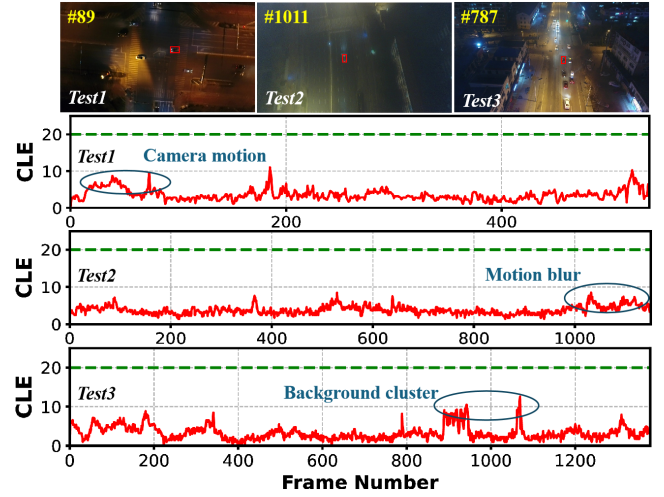 #89 #1011 #787
Test1 Test2 Test3
20
10
0
CLE
Test1
Camera motion
0 200 400
20
10
0
CLE
Test2
Motion blur
0 200 400 600 800 1000
20
10
0
CLE
Test3
Background cluster
0 200 400 600 800 1000 1200
Frame Number